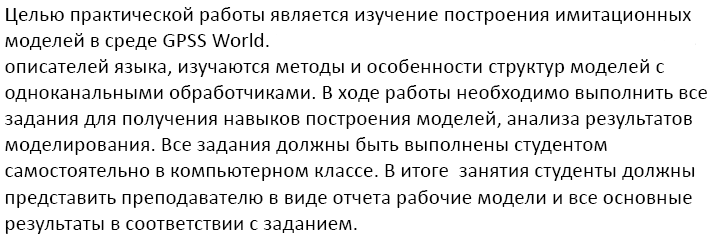 Целью практической работы является изучение построения имитационных
моделей в среде GPSS World.
описателей языка, изучаются методы и особенности структур моделей с
одноканальными обработчиками. В ходе работы необходимо выполнить все
задания для получения навыков построения моделей, анализа результатов
моделирования. Все задания должны быть выполнены студентом
самостоятельно в компьютерном классе. В итоге  занятия студенты должны
представить преподавателю в виде отчета рабочие модели и все основные
результаты в соответствии с заданием.